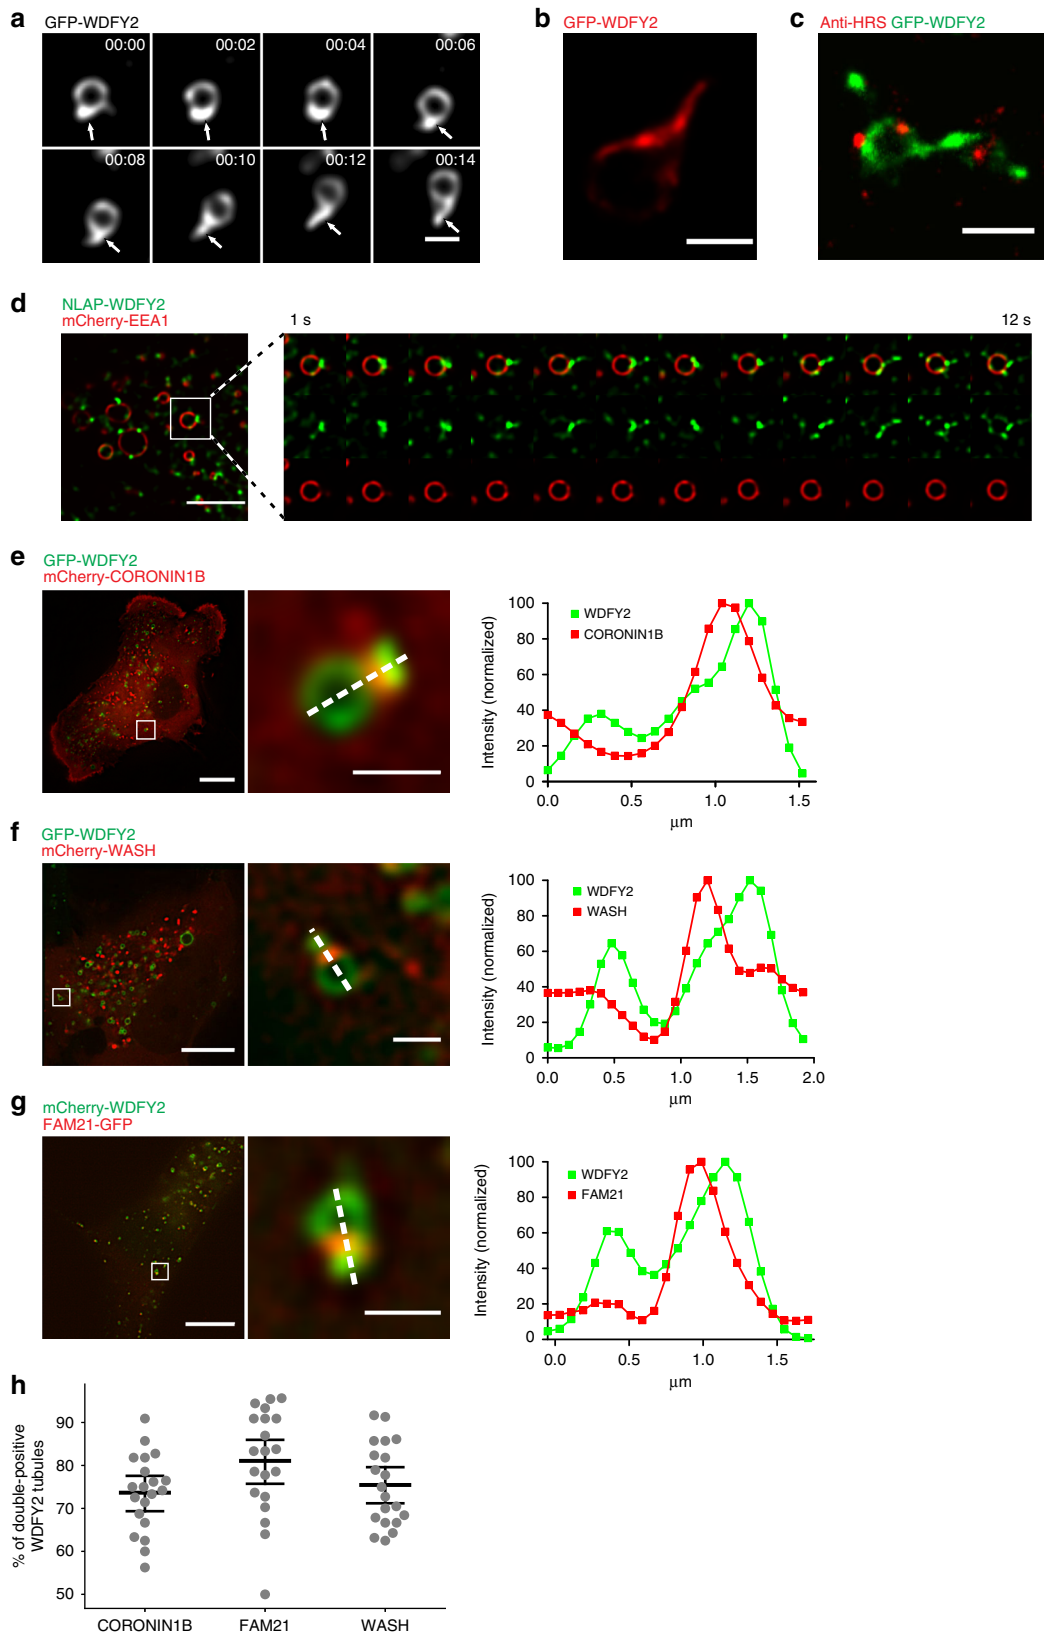 a
GFP-WDFY2
00:00
00:02
00:04
00:06
00:08
00:10
00:12
00:14
b
GFP-WDFY2
c
Anti-HRS GFP-WDFY2
d
NLAP-WDFY2
mCherry-EEA1
1 s
12 s
e
GFP-WDFY2
mCherry-CORONIN1B
Intensity (normalized)
100
80
60
40
20
0
WDFY2
CORONIN1B
0.0
0.5
1.0
1.5
μm
f
GFP-WDFY2
mCherry-WASH
Intensity (normalized)
100
80
60
40
20
0
WDFY2
WASH
0.0
0.5
1.0
1.5
2.0
μm
g
mCherry-WDFY2
FAM21-GFP
Intensity (normalized)
100
80
60
40
20
0
WDFY2
FAM21
0.0
0.5
1.0
1.5
μm
h
% of double-positive
WDFY2 tubules
90
80
70
60
50
CORONIN1B
FAM21
WASH